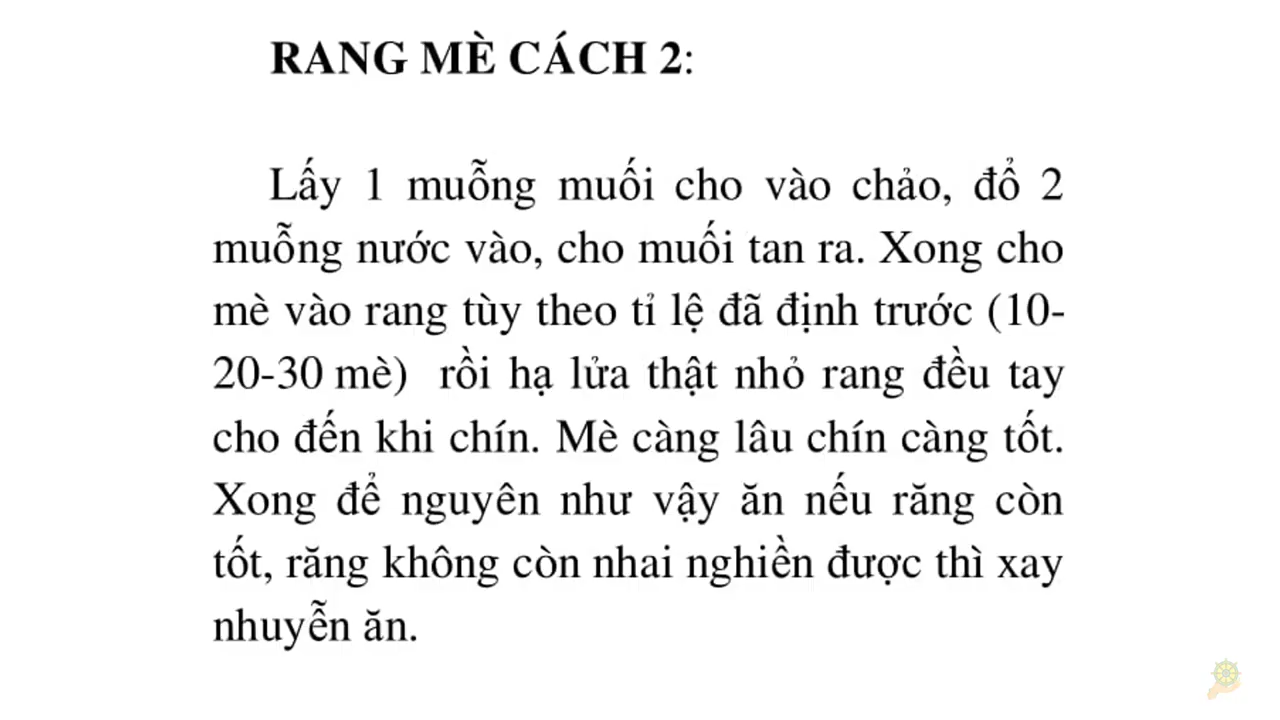 RANG MÈ CÁCH 2:
Lấy 1 muỗng muối cho vào chảo, đổ 2
muỗng nước vào, cho muối tan ra. Xong cho
mè vào rang tùy theo tỉ lệ đã định trước (10-
20-30 mè) rồi hạ lửa thật nhỏ rang đều tay
cho đến khi chín. Mè càng lâu chín càng tốt.
Xong để nguyên như vậy ăn nếu răng còn
tốt, răng không còn nhai nghiền được thì xay
nhuyễn ăn.